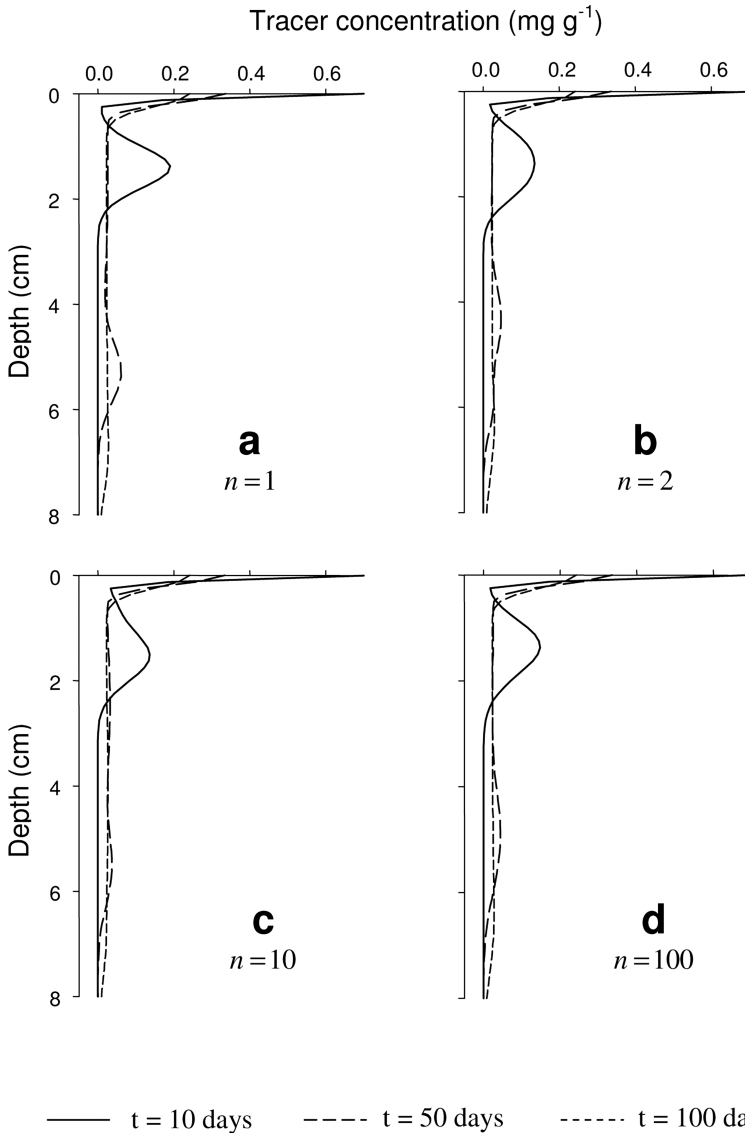 Tracer concentration (mg g⁻¹)
0.0 0.2 0.4 0.6 0.0 0.2 0.4 0.6
0
2
4
6
8
Depth (cm)
a
n = 1
b
n = 2
0
2
4
6
8
Depth (cm)
c
n = 10
d
n = 100
t = 10 days t = 50 days t = 100 da